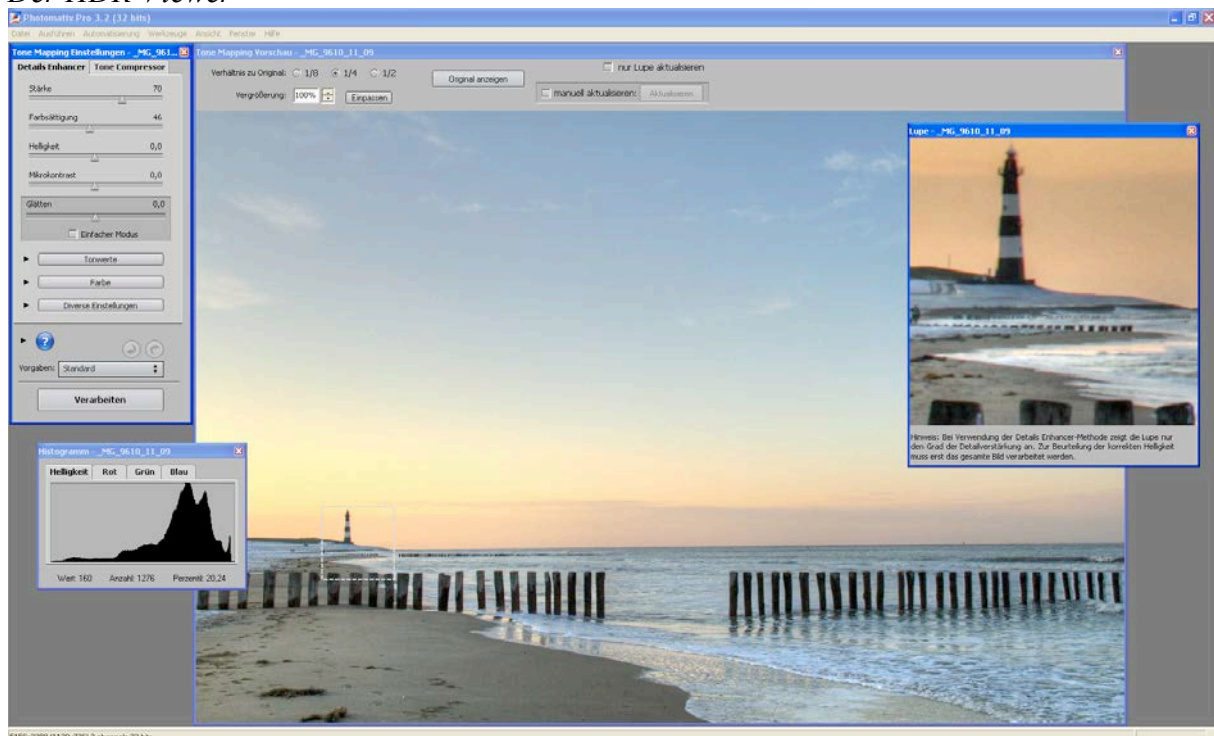 Der HDR-Viewer
Photomatix Pro 3.2 (32 bits)
Datei Ausführen Automatisierung Werkzeuge Ansicht Fenster Hilfe
Tone Mapping Einstellungen - _MG_961...
Details Enhancer Tone Compressor
Stärke 70
Farbsättigung 46
Helligkeit 0,0
Mikrokontrast 0,0
Glätten 0,0
Einfacher Modus
Tonwerte
Farbe
Diverse Einstellungen
Vorgaben: Standard
Verarbeiten
Tone Mapping Vorschau - _MG_9610_11_09
Verhältnis zu Original: 1/8 1/4 1/2
Vergrößerung: 100% Einpassen
Original anzeigen
nur Lupe aktualisieren
manuell aktualisieren: Aktualisieren
Lupe - _MG_9610_11_09
Hinweis: Bei Verwendung der Details Enhancer-Methode zeigt die Lupe nur
den Grad der Detailverstärkung an. Zur Beurteilung der korrekten Helligkeit
muss erst das gesamte Bild verarbeitet werden.
Histogramm - _MG_9610_11_09
Helligkeit Rot Grün Blau
Wert: 160 Anzahl: 1276 Perzentil: 20,24